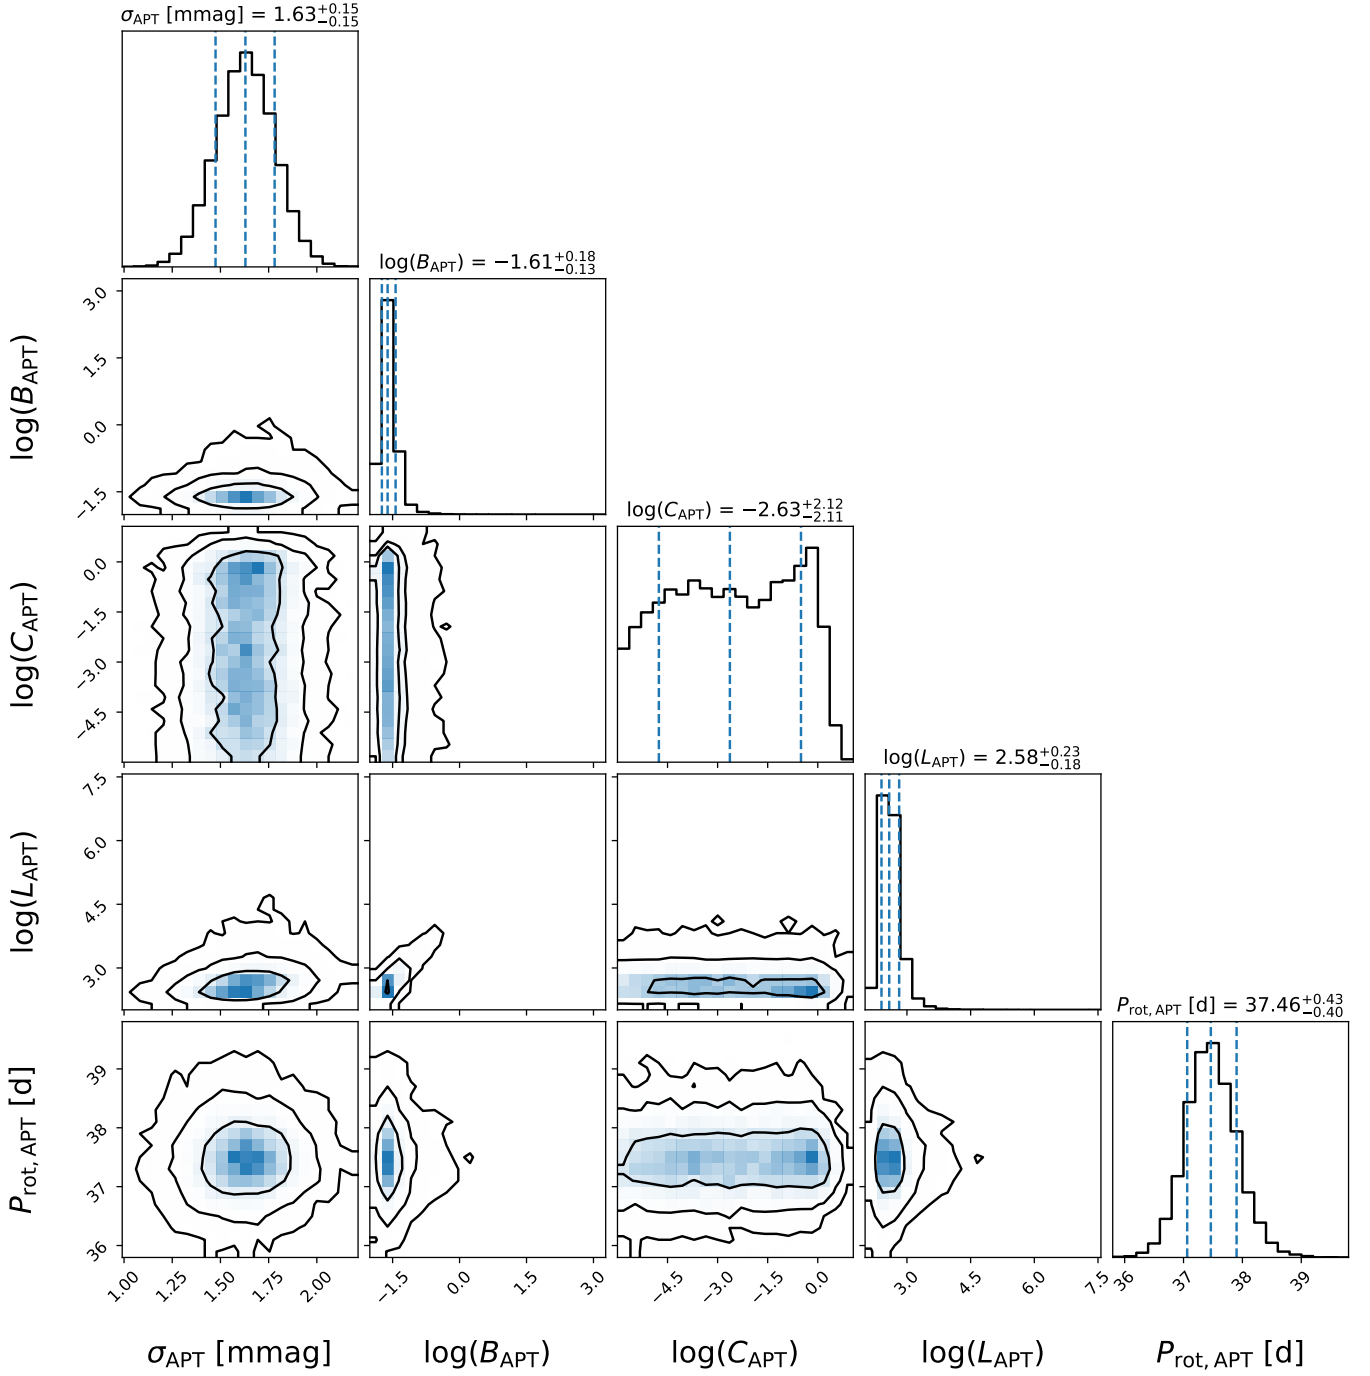 σ_APT [mmag] = 1.63^{+0.15}_{−0.15}
log(B_APT) = −1.61^{+0.18}_{−0.13}
3.0
1.5
0.0
−1.5
log(B_APT)
log(C_APT) = −2.63^{+2.12}_{−2.11}
0.0
−1.5
−3.0
−4.5
log(C_APT)
log(L_APT) = 2.58^{+0.23}_{−0.18}
7.5
6.0
4.5
3.0
log(L_APT)
P_rot, APT [d] = 37.46^{+0.43}_{−0.40}
39
38
37
36
P_rot, APT [d]
1.00 1.25 1.50 1.75 2.00
−1.5 0.0 1.5 3.0
−4.5 −3.0 −1.5 0.0
3.0 4.5 6.0 7.5
36 37 38 39
σ_APT [mmag]
log(B_APT)
log(C_APT)
log(L_APT)
P_rot, APT [d]